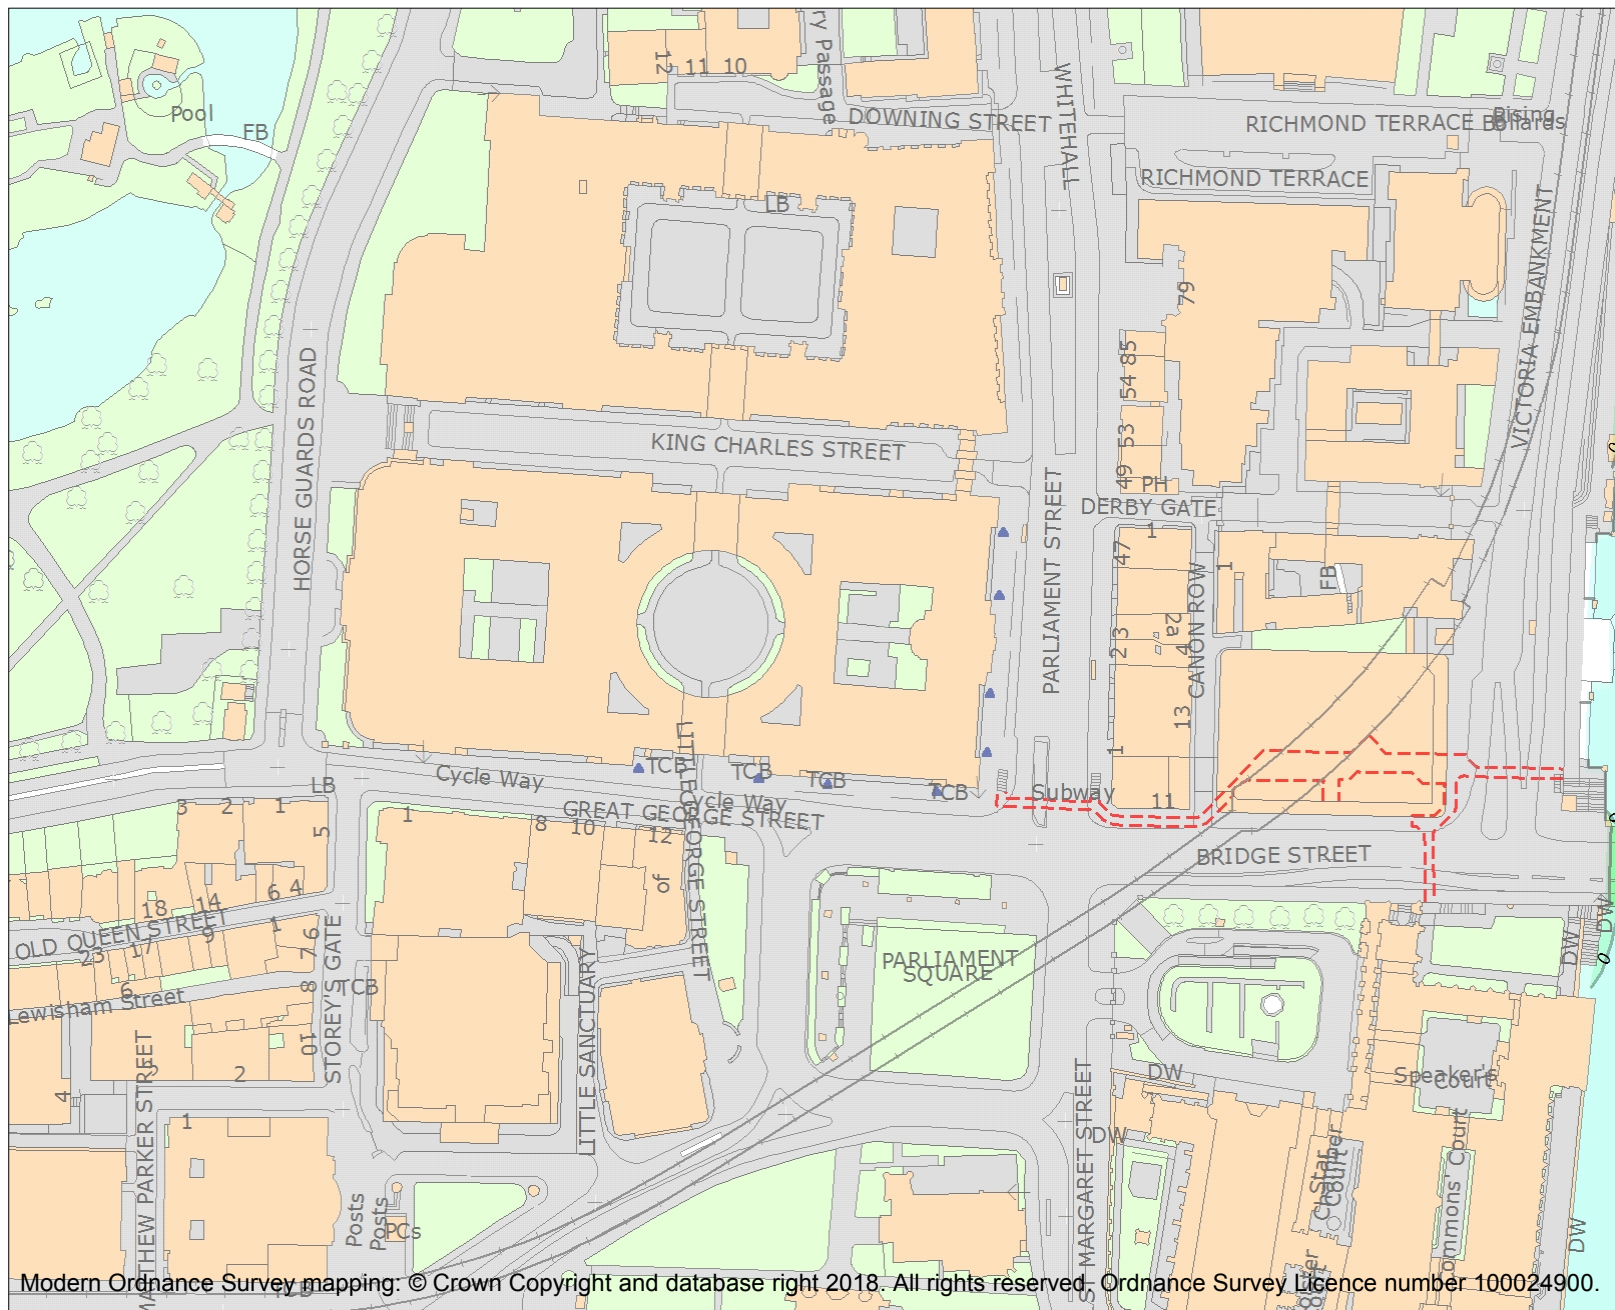 12
11
10
ry Passage
DOWNING STREET
WHITEHALL
RICHMOND TERRACE
Rising
Bollards
Pool
FB
RICHMOND TERRACE
LB
79
85
54
53
49
VICTORIA EMBANKMENT
HORSE GUARDS ROAD
KING CHARLES STREET
PARLIAMENT STREET
PH
DERBY GATE
1
47
1
FB
CANON ROW
2a
4
3
2
13
1
11
LITTLE GEORGE STREET
TCB
TCB
TCB
TCB
Cycle Way
Cycle Way
GREAT GEORGE STREET
Subway
BRIDGE STREET
LB
3
2
1
5
1
8
10
12
of
18
14
6
4
OLD QUEEN STREET
23
17
9
1
7
6
6
Lewisham Street
8
TCB
STOREY'S GATE
10
LITTLE SANCTUARY
PARLIAMENT
SQUARE
DW
DW
DW
DW
Speaker's
Court
MATTHEW PARKER STREET
4
3
2
1
ST MARGARET STREET
Star
Chamber
Court
Commons Court
DW
Posts
Posts
PCs
TCB
Modern Ordnance Survey mapping: © Crown Copyright and database right 2018. All rights reserved. Ordnance Survey Licence number 100024900.